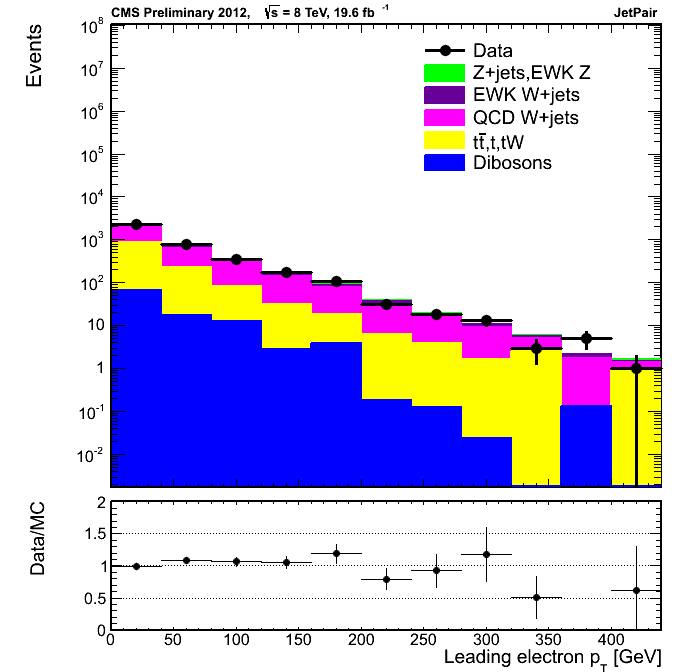 CMS Preliminary 2012, √s = 8 TeV, 19.6 fb⁻¹ JetPair
Events
10⁸
10⁷
10⁶
10⁵
10⁴
10³
10²
10
1
10⁻¹
10⁻²
Data
Z+jets,EWK Z
EWK W+jets
QCD W+jets
tt̄,t,tW
Dibosons
Data/MC
2
1.5
1
0.5
0
0 50 100 150 200 250 300 350 400
Leading electron p_T [GeV]